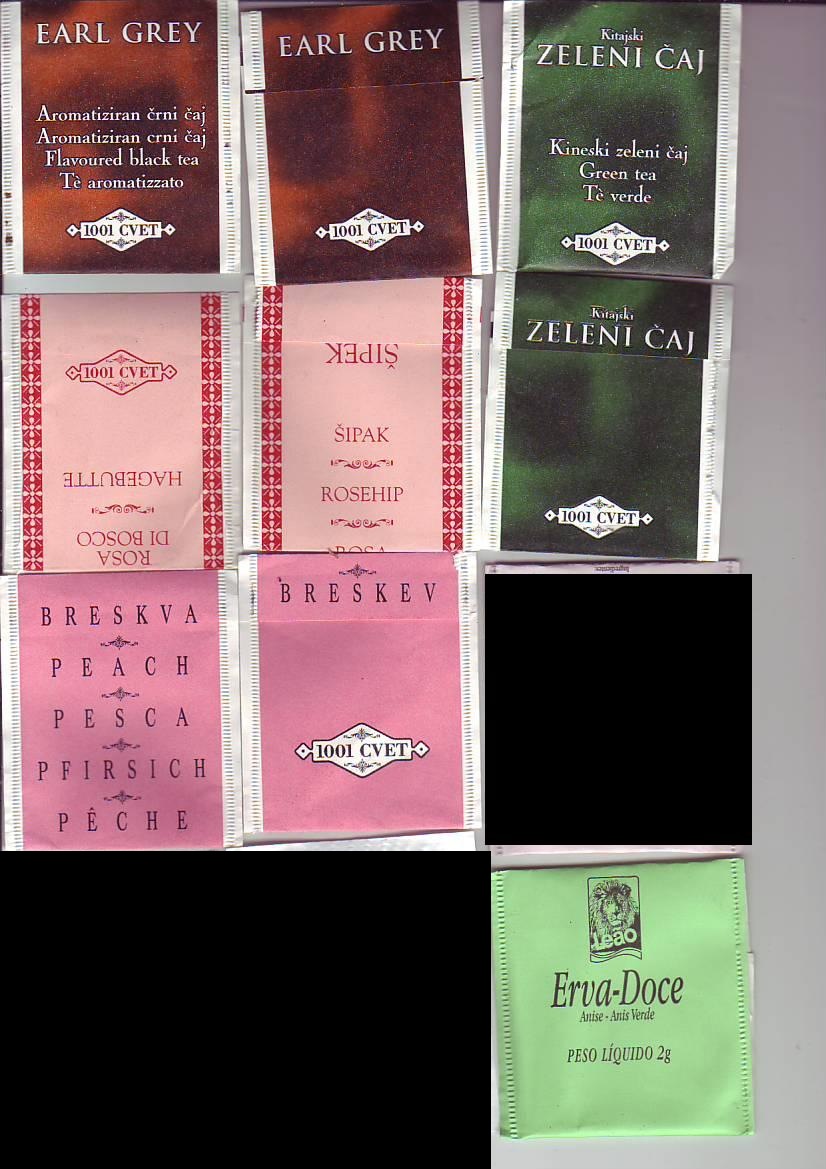 EARL GREY
Aromatiziran črni čaj
Aromatiziran crni čaj
Flavoured black tea
Tè aromatizzato
1001 CVET
EARL GREY
1001 CVET
Kitajski
ZELENI ČAJ
Kineski zeleni čaj
Green tea
Tè verde
1001 CVET
1001 CVET
HAGEBUTTE
ROSA
DI BOSCO
ŠIPEK
ŠIPAK
ROSEHIP
ROSA
Kitajski
ZELENI ČAJ
1001 CVET
BRESKVA
PEACH
PESCA
PFIRSICH
PÊCHE
BRESKEV
1001 CVET
Ingredientes
Leão
Erva-Doce
Anise - Anis Verde
PESO LÍQUIDO 2g